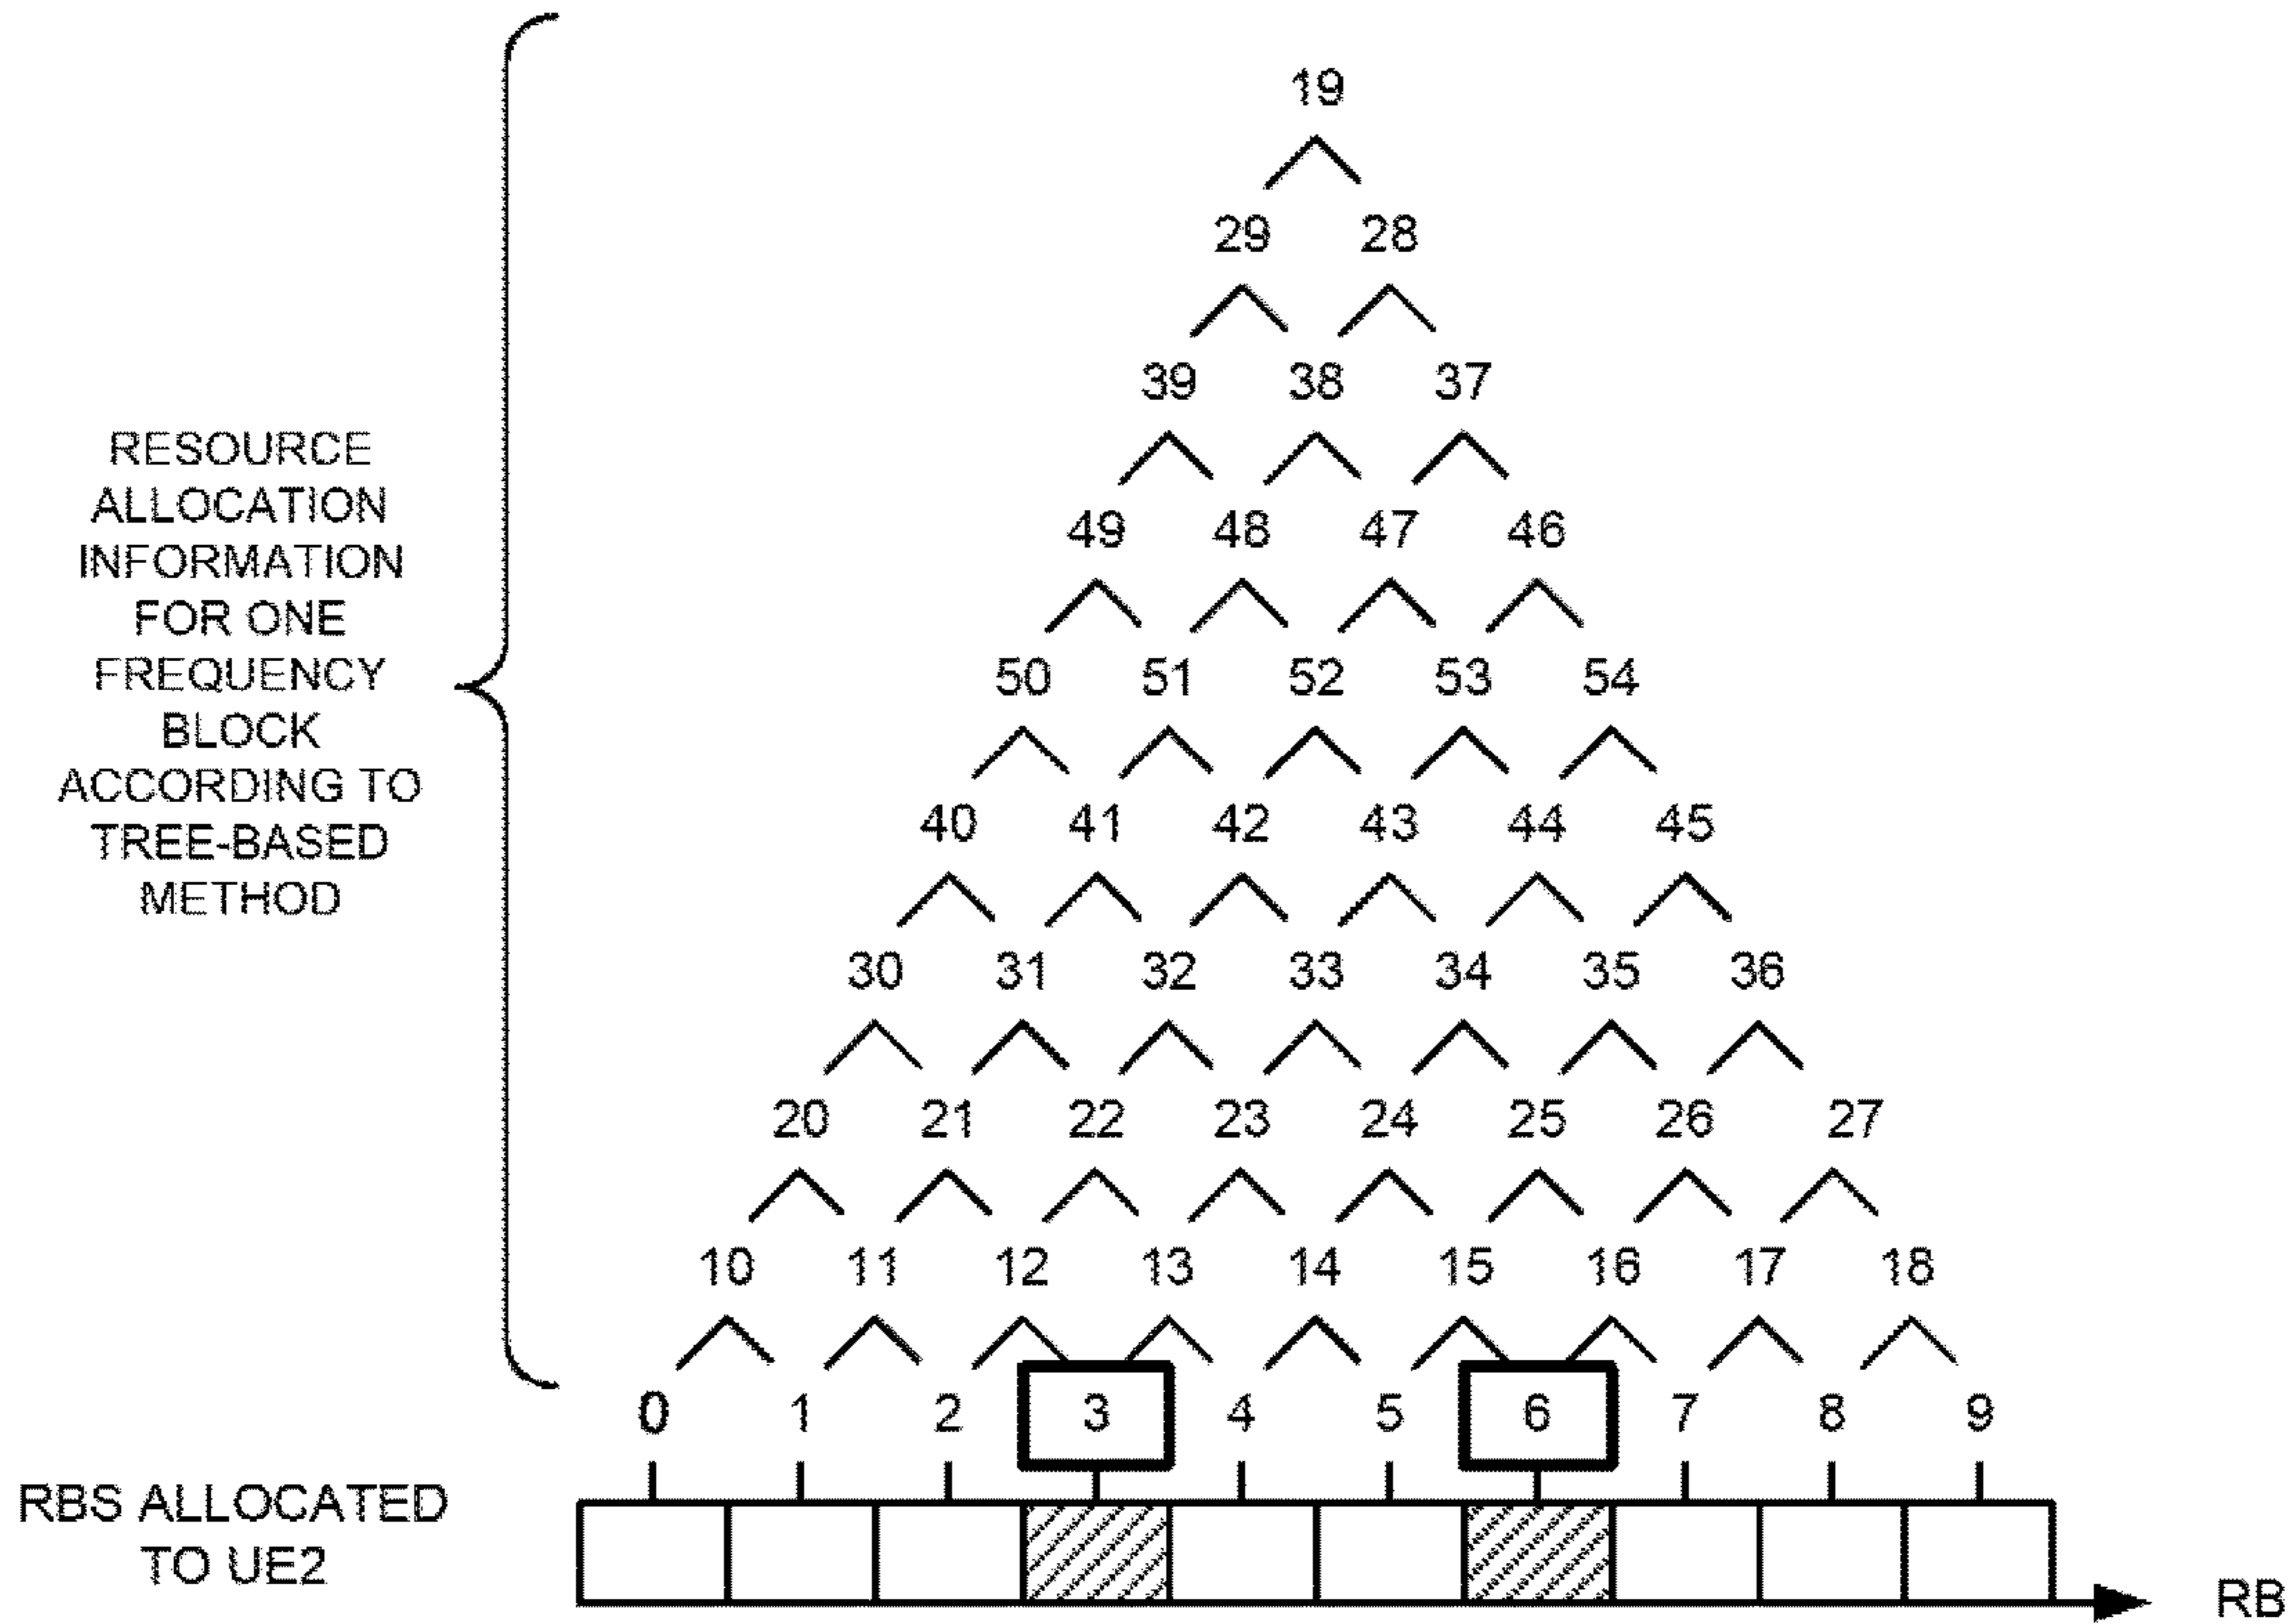 19
29 28
39 38 37
RESOURCE
ALLOCATION
INFORMATION
FOR ONE
FREQUENCY
BLOCK
ACCORDING TO
TREE-BASED
METHOD
49 48 47 46
50 51 52 53 54
40 41 42 43 44 45
30 31 32 33 34 35 36
20 21 22 23 24 25 26 27
10 11 12 13 14 15 16 17 18
0 1 2 3 4 5 6 7 8 9
RBS ALLOCATED
TO UE2
RB